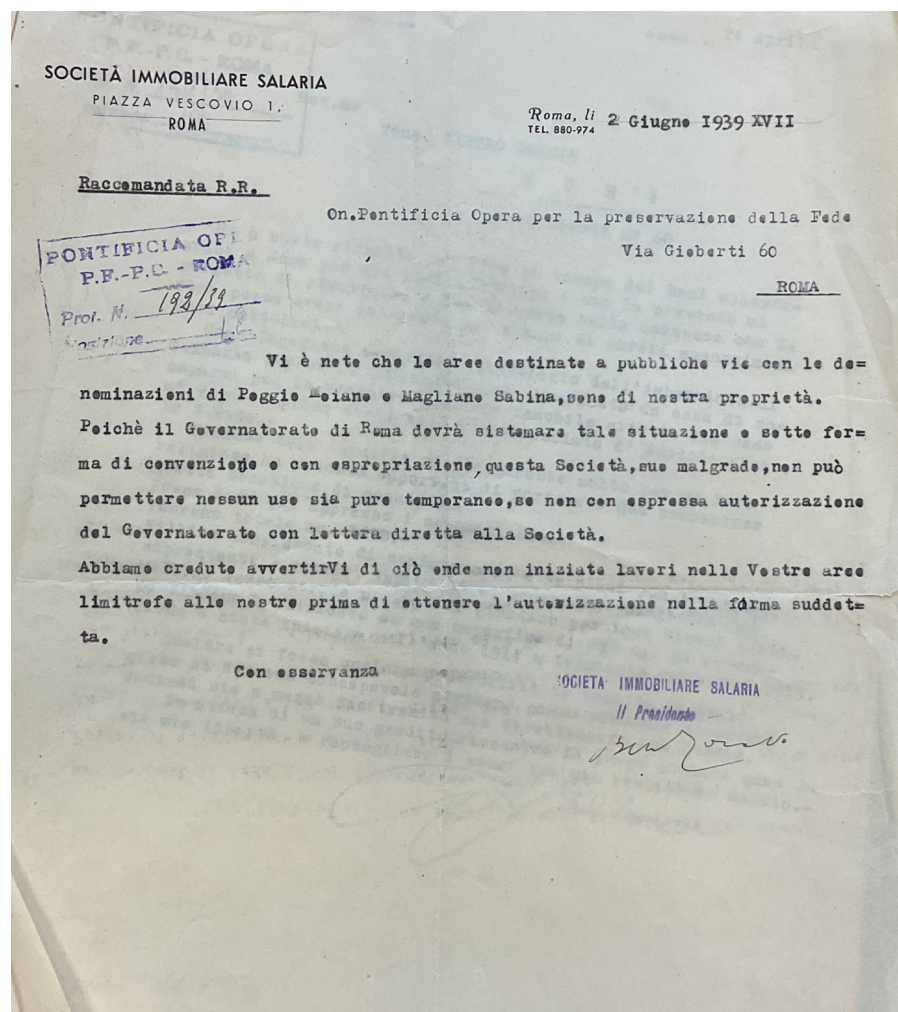 SOCIETÀ IMMOBILIARE SALARIA
PIAZZA VESCOVIO 1,
ROMA
Roma, li 2 Giugno 1939 XVII
TEL. 880-974
Raccomandata R.R.
On.Pontificia Opera per la preservazione della Fede
Via Gioberti 60
ROMA
PONTIFICIA OPE
P.F.-P.C. - ROMA
Prot. N. 192/39
Posizione
Vi è noto che le aree destinate a pubbliche vie con le de=
nominazioni di Poggio Moiano e Magliano Sabina,sono di nostra proprietà.
Poichè il Governatorato di Roma dovrà sistemare tale situazione o sotto for=
ma di convenzione o con espropriazione,questa Società,suo malgrado,non può
permettere nessun uso sia pure temporaneo,se non con espressa autorizzazione
del Governatorato con lettera diretta alla Società.
Abbiamo creduto avvertirVi di ciò onde non iniziate lavori nelle Vostre aree
limitrofe alle nostre prima di ottenere l'autorizzazione nella forma suddet=
ta.
Con osservanza
SOCIETA IMMOBILIARE SALARIA
Il Presidente